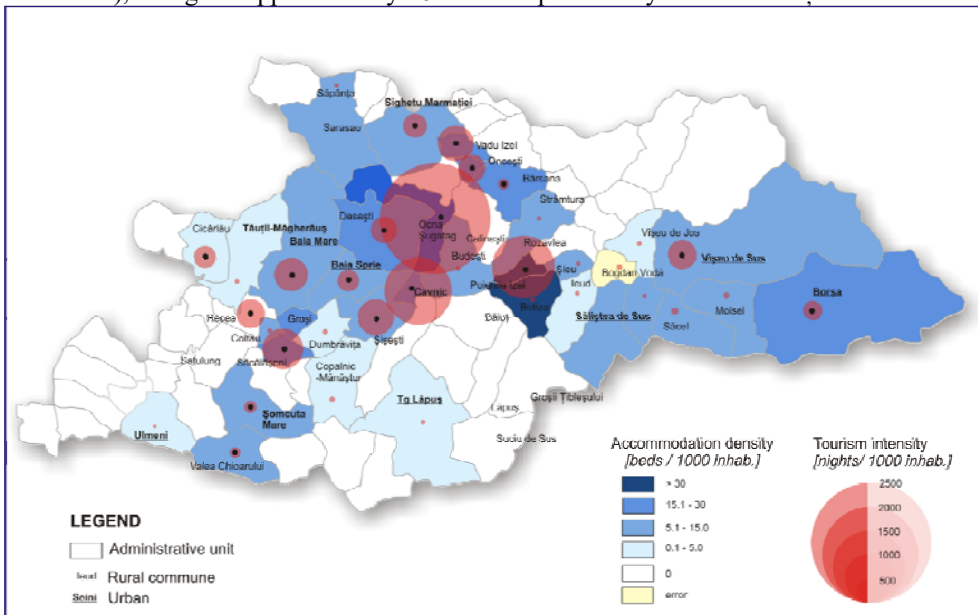 Săpânța
Sighetu Marmației
Sarasau
Vadu Izei
Oncești
Bârsana
Strâmtura
Desești
Ocna
Șugatag
Călinești
Budești
Rozavlea
Cicârlău
Tăuții-Măgherăuș
Baia Mare
Baia Sprie
Cavnic
Poienile Izei
Botiza
Șieu
Ieud
Bogdan Vodă
Vișeu de Jos
Vișeu de Sus
Borșa
Moisei
Săcel
Săliștea de Sus
Băiuț
Recea
Groși
Coltău
Satulung
Săcălășeni
Dumbrăvița
Șișești
Copalnic
-Mănăștur
Tg Lăpuș
Lăpuș
Groșii Țibleșului
Suciu de Sus
Șomcuta
Mare
Ulmeni
Valea Chioarului
LEGEND
Administrative unit
Ieud Rural commune
Seini Urban
Accommodation density
[beds / 1000 inhab.]
> 30
15.1 - 30
5.1 - 15.0
0.1 - 5.0
0
error
Tourism intensity
[nights/ 1000 inhab.]
2500
2000
1000
500